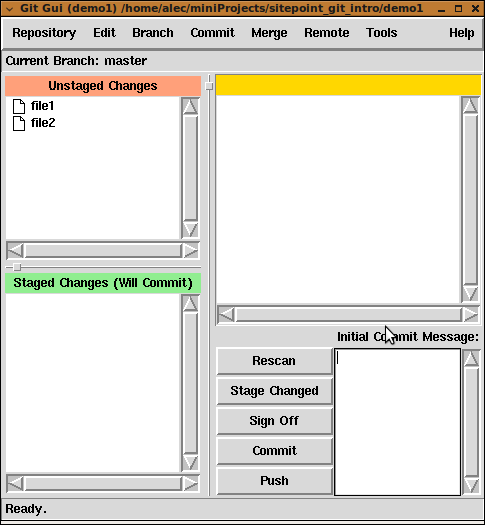 Git Gui (demo1) /home/alec/miniProjects/sitepoint_git_intro/demo1
Repository Edit Branch Commit Merge Remote Tools Help
Current Branch: master
Unstaged Changes
file1
file2
Staged Changes (Will Commit)
Initial Commit Message:
Rescan
Stage Changed
Sign Off
Commit
Push
Ready.